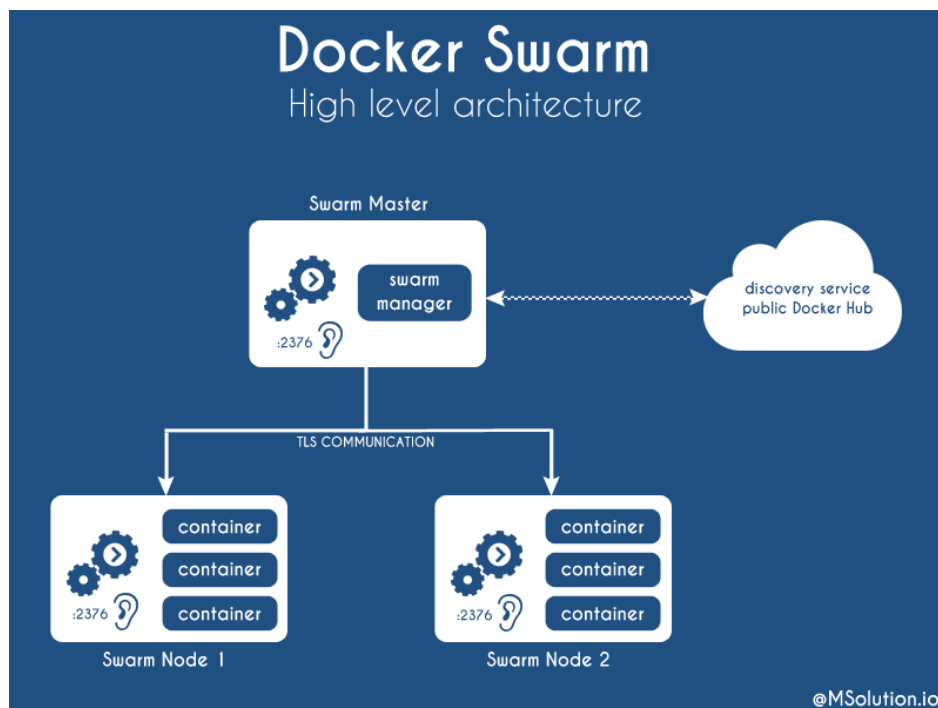 Docker Swarm
High level architecture
Swarm Master
swarm
manager
:2376
discovery service
public Docker Hub
TLS COMMUNICATION
container
container
container
:2376
Swarm Node 1
container
container
container
:2376
Swarm Node 2
@MSolution.io